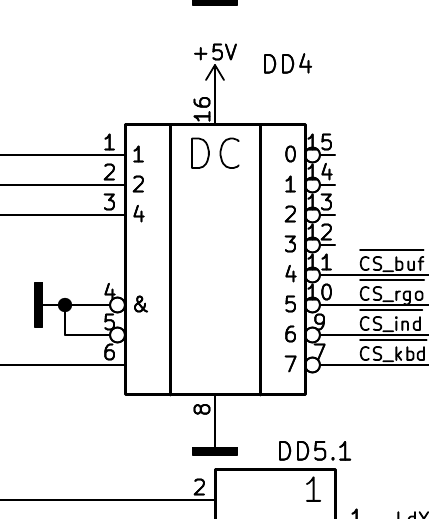 +5V
DD4
16
DC
1 1 0 15
2 2 1 14
3 4 2 13
3 12
4 11 CS_buf
4 & 5 10 CS_rgo
5 6 9 CS_ind
6 7 7 CS_kbd
8
DD5.1
2 1
1